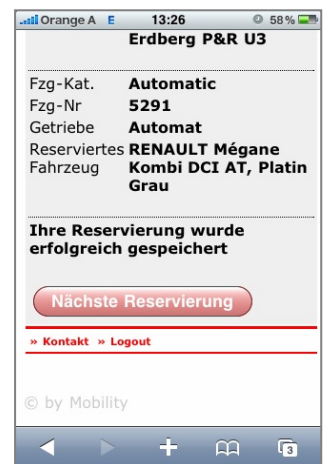 Orange A E 13:26 58%
Erdberg P&R U3
Fzg-Kat. Automatic
Fzg-Nr 5291
Getriebe Automat
Reserviertes RENAULT Mégane
Fahrzeug Kombi DCI AT, Platin
Grau
Ihre Reservierung wurde
erfolgreich gespeichert
Nächste Reservierung
» Kontakt » Logout
© by Mobility
3